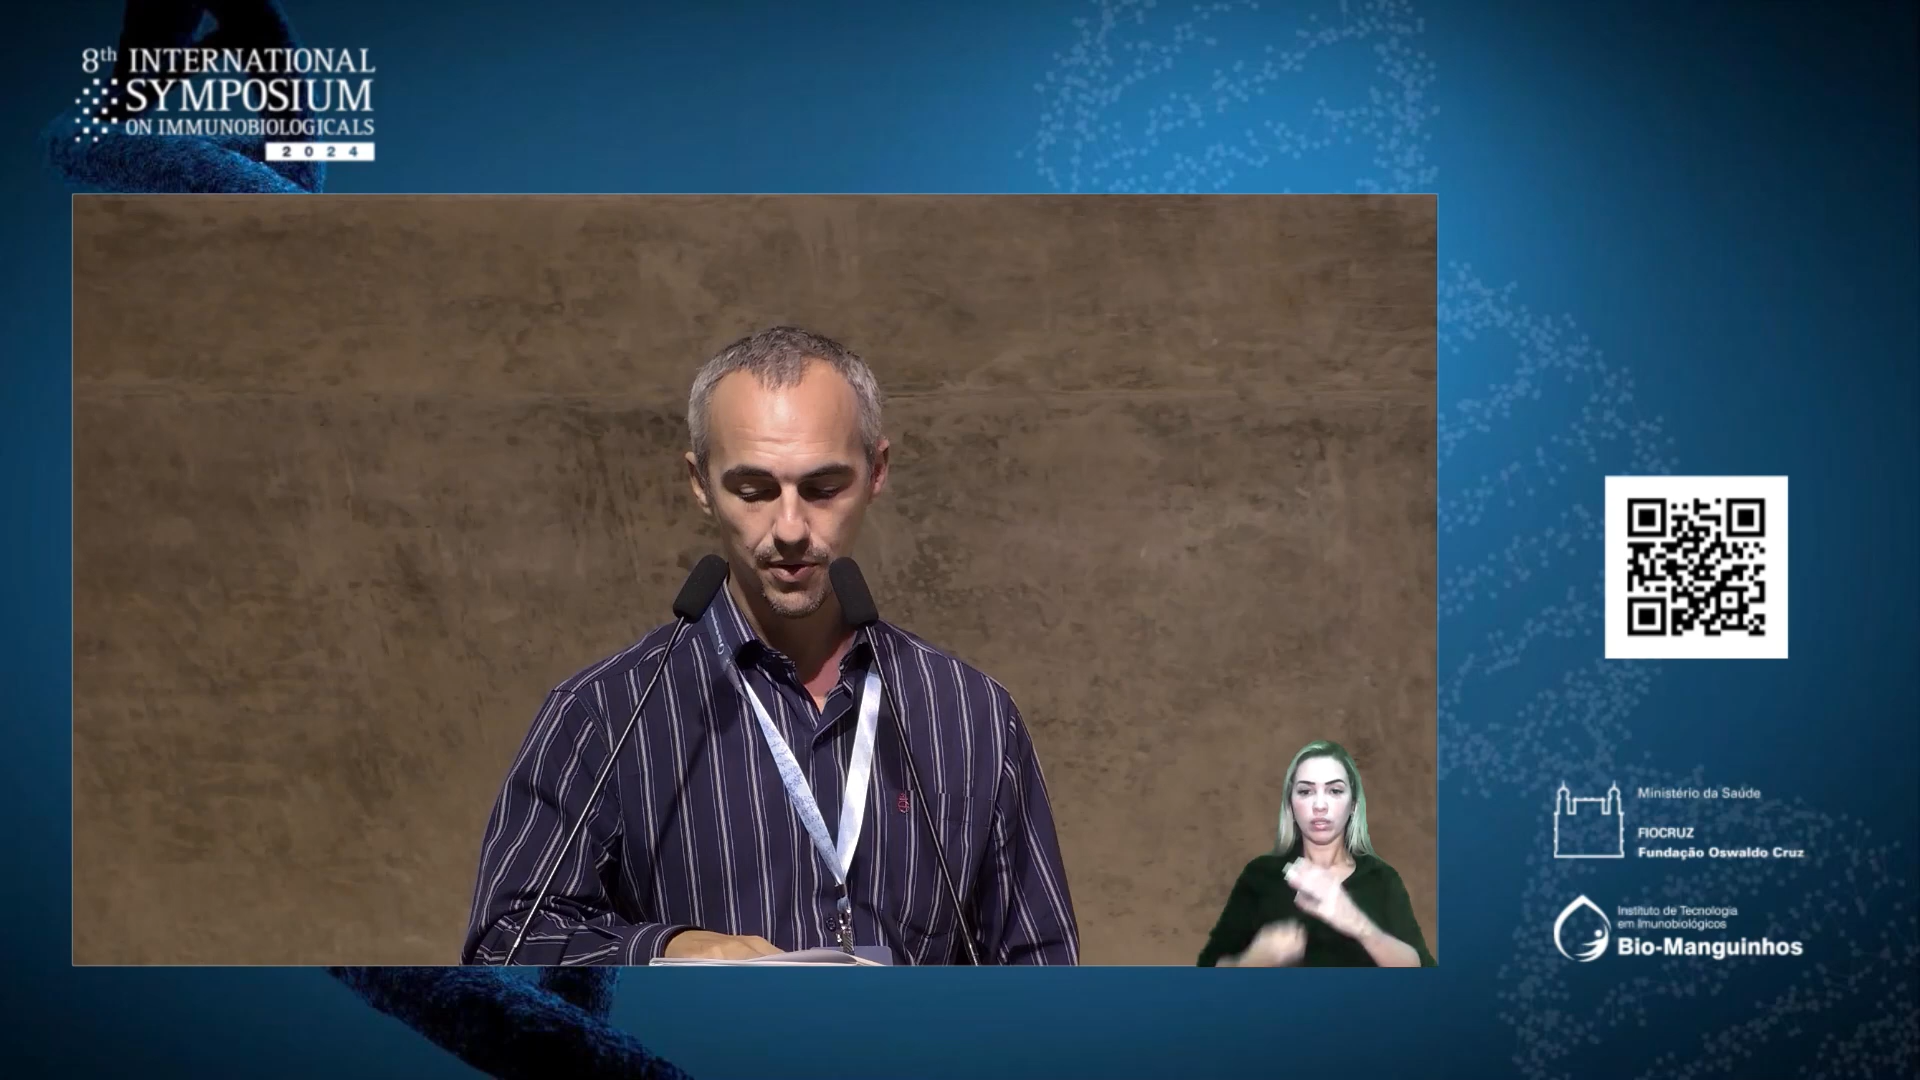 8th INTERNATIONAL
SYMPOSIUM
ON IMMUNOBIOLOGICALS
2024
Ministério da Saúde
FIOCRUZ
Fundação Oswaldo Cruz
Instituto de Tecnologia
em Imunobiológicos
Bio-Manguinhos